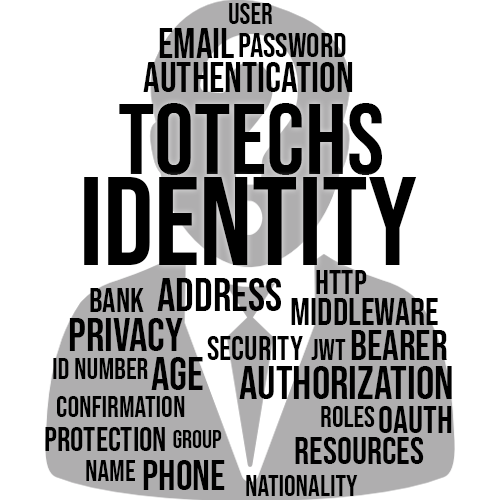 USER
EMAIL PASSWORD
AUTHENTICATION
TOTECHS
IDENTITY
BANK ADDRESS HTTP
MIDDLEWARE
PRIVACY SECURITY JWT BEARER
ID NUMBER AGE AUTHORIZATION
CONFIRMATION ROLES OAUTH
PROTECTION GROUP RESOURCES
NAME PHONE NATIONALITY